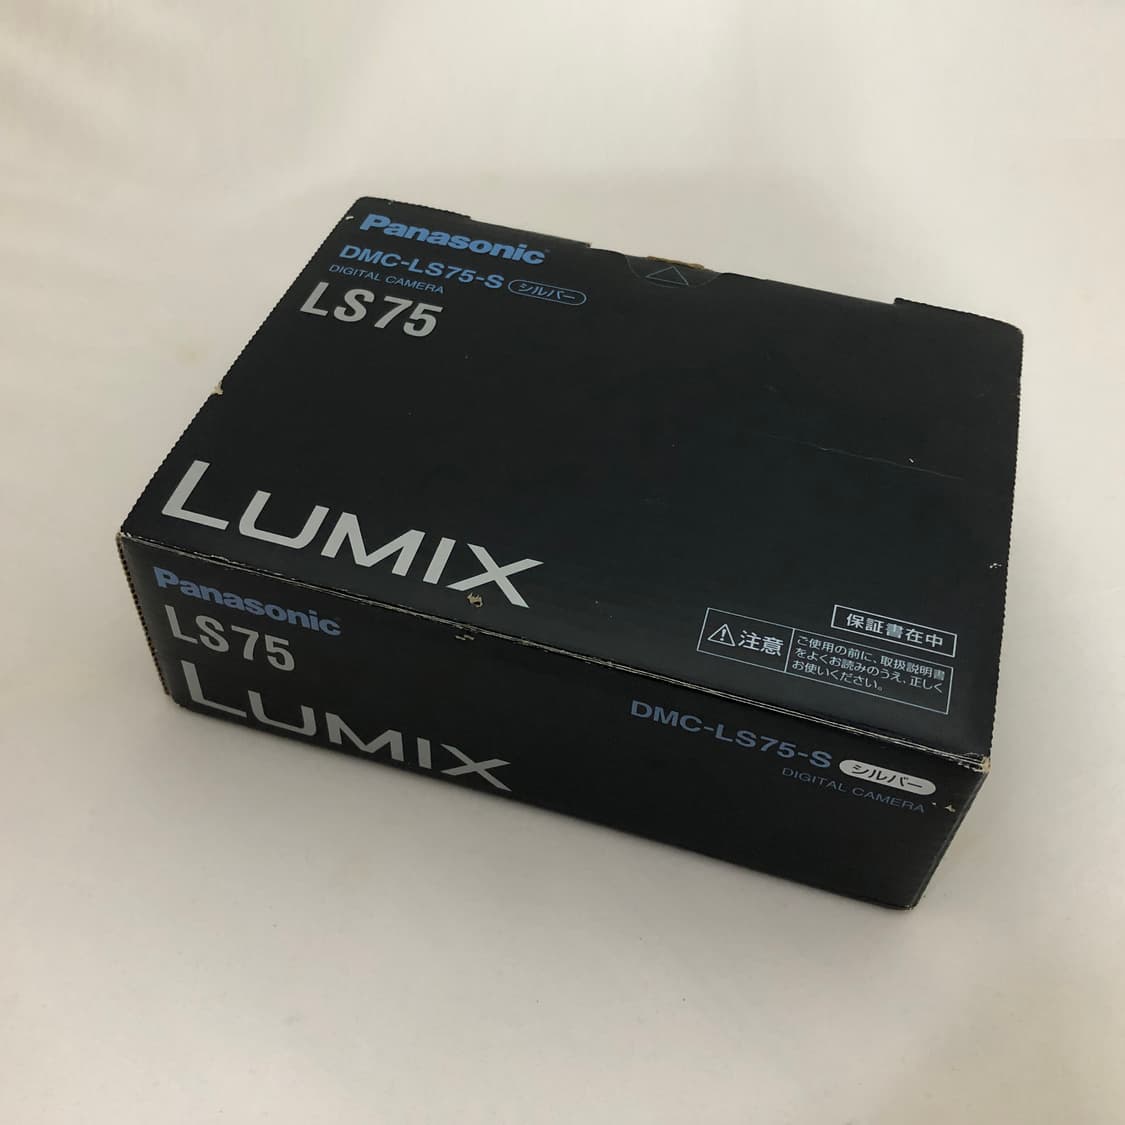 Panasonic
DMC-LS75-S シルバー
DIGITAL CAMERA
LS75
LUMIX
保証書在中
注意
ご使用の前に、取扱説明書
をよくお読みのうえ、正しく
お使いください。
Panasonic
LS75
LUMIX
DMC-LS75-S シルバー
DIGITAL CAMERA